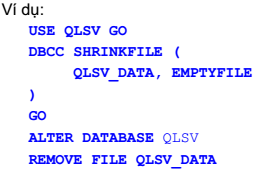 Ví dụ:
USE QLSV GO
DBCC SHRINKFILE (
QLSV_DATA, EMPTYFILE
)
GO
ALTER DATABASE QLSV
REMOVE FILE QLSV_DATA